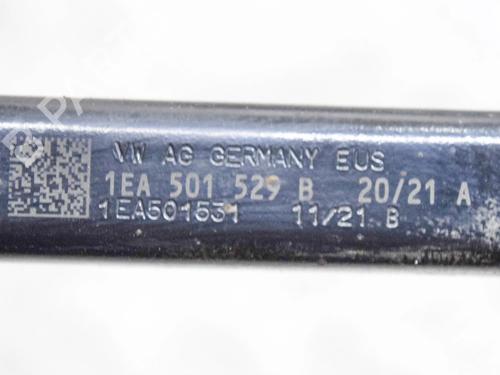 VW AG GERMANY EUS
1EA 501 529 B 20/21 A
1EA501531 11/21 B